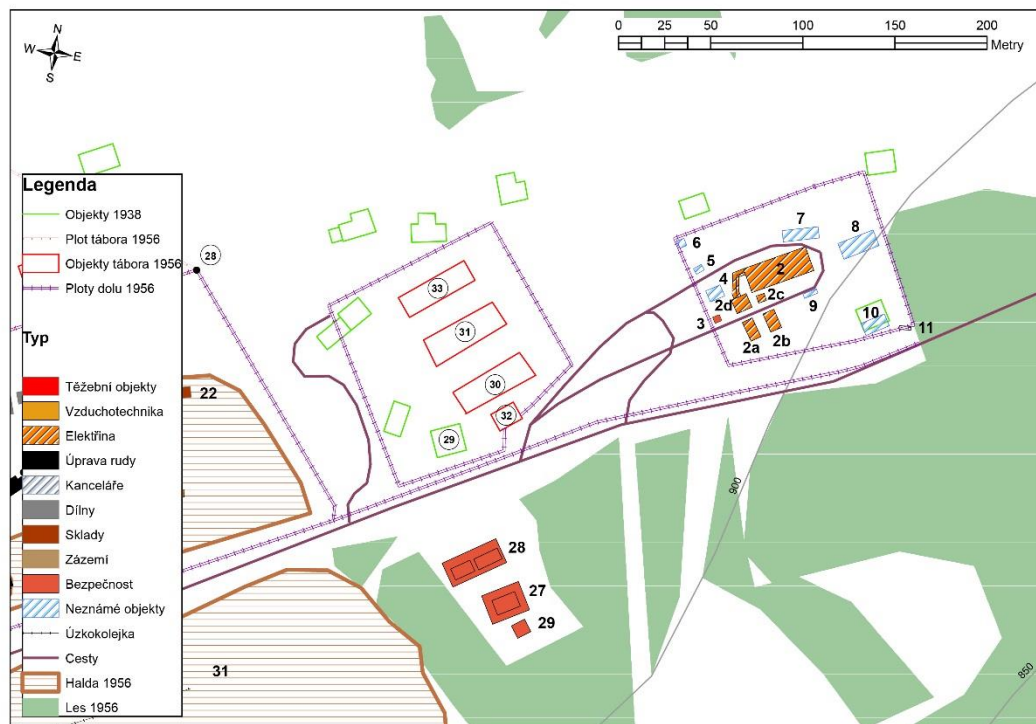 N
W
E
S
0 25 50 100 150 200
Metry
Legenda
Objekty 1938
Plot tábora 1956
Objekty tábora 1956
Ploty dolu 1956
Typ
Těžební objekty
Vzduchotechnika
Elektřina
Úprava rudy
Kanceláře
Dílny
Sklady
Zázemí
Bezpečnost
Neznámé objekty
Úzkokolejka
Cesty
Halda 1956
Les 1956
28
22
33
31
30
32
29
7
8
6
5
4
2
2c
2d
9
3
2a
2b
10
11
900
28
27
29
31
850